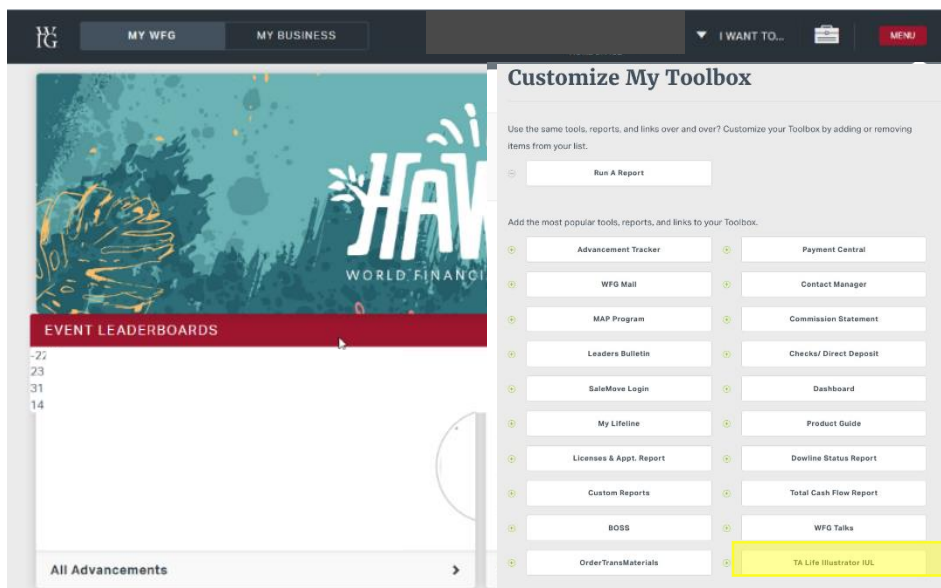 WFG
MY WFG
MY BUSINESS
I WANT TO...
MENU
HAW
WORLD FINANCI
EVENT LEADERBOARDS
-22
23
31
14
All Advancements
Customize My Toolbox
Use the same tools, reports, and links over and over? Customize your Toolbox by adding or removing
items from your list.
Run A Report
Add the most popular tools, reports, and links to your Toolbox.
Advancement Tracker
Payment Central
WFG Mall
Contact Manager
MAP Program
Commission Statement
Leaders Bulletin
Checks/ Direct Deposit
SaleMove Login
Dashboard
My Lifeline
Product Guide
Licenses & Appt. Report
Dowline Status Report
Custom Reports
Total Cash Flow Report
BOSS
WFG Talks
OrderTransMaterials
TA Life Illustrator IUL